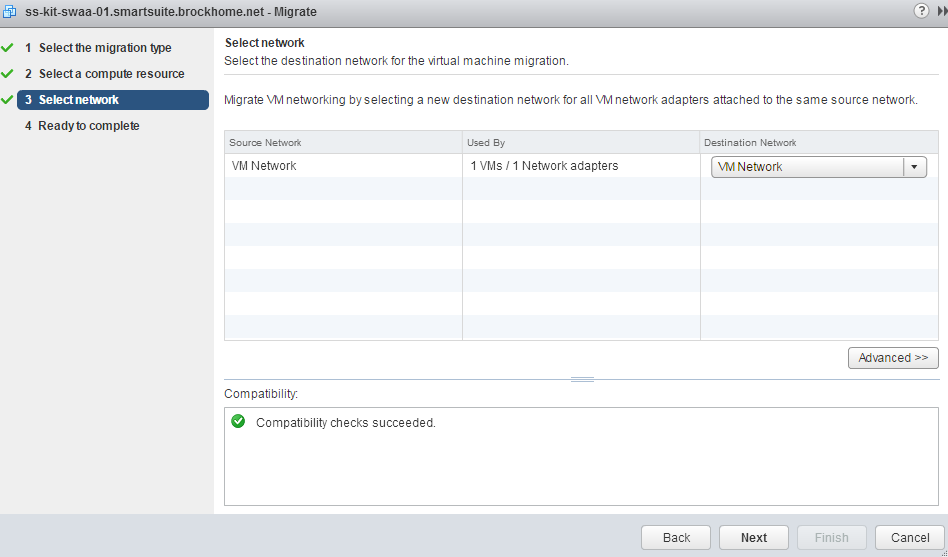 ss-kit-swaa-01.smartsuite.brockhome.net - Migrate
?
1 Select the migration type
2 Select a compute resource
3 Select network
4 Ready to complete
Select network
Select the destination network for the virtual machine migration.
Migrate VM networking by selecting a new destination network for all VM network adapters attached to the same source network.
Source Network Used By Destination Network
VM Network 1 VMs / 1 Network adapters VM Network
Advanced >>
Compatibility:
Compatibility checks succeeded.
Back Next Finish Cancel